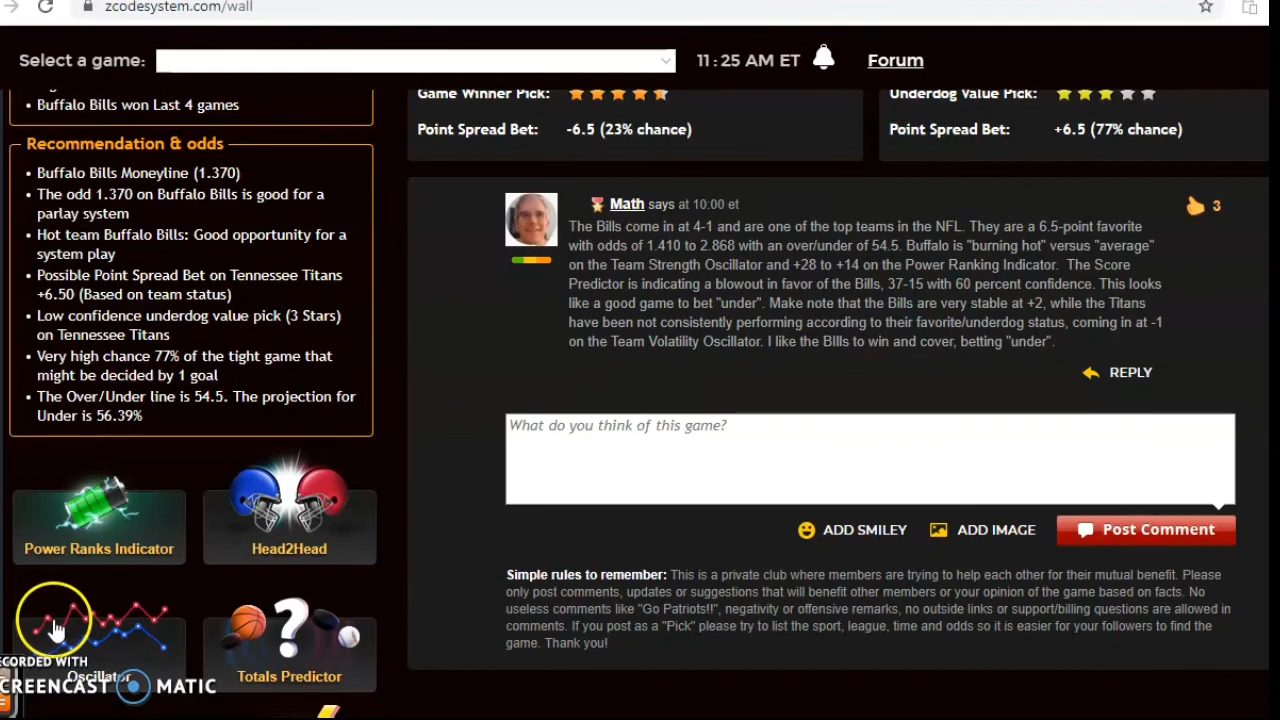 zcodesystem.com/wall
Select a game:
11:25 AM ET
Forum
• Buffalo Bills won Last 4 games
Recommendation & odds
• Buffalo Bills Moneyline (1.370)
• The odd 1.370 on Buffalo Bills is good for a
parlay system
• Hot team Buffalo Bills: Good opportunity for a
system play
• Possible Point Spread Bet on Tennessee Titans
+6.50 (Based on team status)
• Low confidence underdog value pick (3 Stars)
on Tennessee Titans
• Very high chance 77% of the tight game that
might be decided by 1 goal
• The Over/Under line is 54.5. The projection for
Under is 56.39%
Power Ranks Indicator
Head2Head
Oscillator
Totals Predictor
RECORDED WITH
SCREENCAST MATIC
Game Winner Pick:
Point Spread Bet: -6.5 (23% chance)
Underdog Value Pick:
Point Spread Bet: +6.5 (77% chance)
Math says at 10:00 et
3
The Bills come in at 4-1 and are one of the top teams in the NFL. They are a 6.5-point favorite
with odds of 1.410 to 2.868 with an over/under of 54.5. Buffalo is "burning hot" versus "average"
on the Team Strength Oscillator and +28 to +14 on the Power Ranking Indicator. The Score
Predictor is indicating a blowout in favor of the Bills, 37-15 with 60 percent confidence. This looks
like a good game to bet "under". Make note that the Bills are very stable at +2, while the Titans
have been not consistently performing according to their favorite/underdog status, coming in at -1
on the Team Volatility Oscillator. I like the BIlls to win and cover, betting "under".
REPLY
What do you think of this game?
ADD SMILEY
ADD IMAGE
Post Comment
Simple rules to remember: This is a private club where members are trying to help each other for their mutual benefit. Please
only post comments, updates or suggestions that will benefit other members or your opinion of the game based on facts. No
useless comments like "Go Patriots!!", negativity or offensive remarks, no outside links or support/billing questions are allowed in
comments. If you post as a "Pick" please try to list the sport, league, time and odds so it is easier for your followers to find the
game. Thank you!